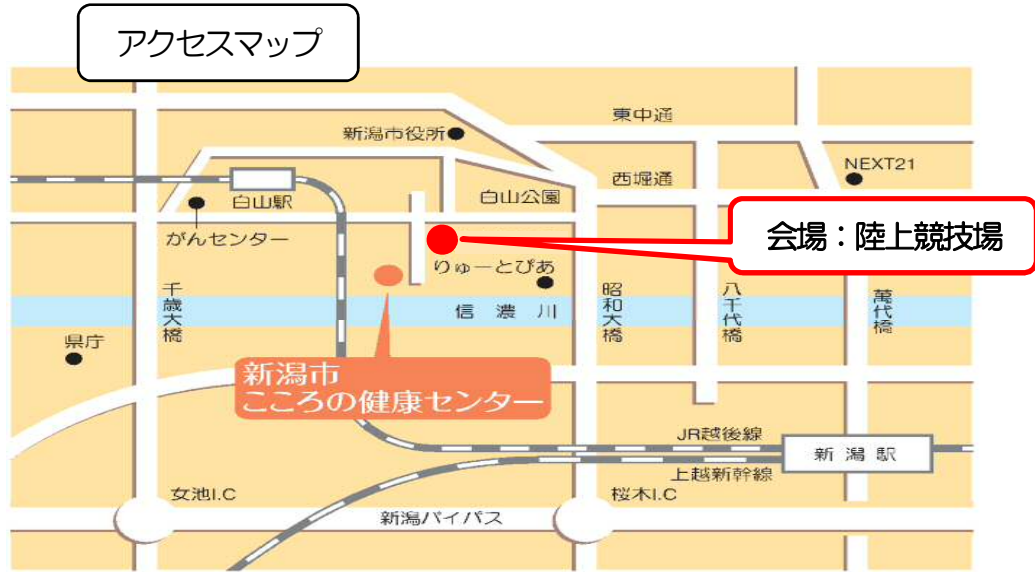 アクセスマップ
東中通
新潟市役所
NEXT21
西堀通
白山駅
白山公園
会場：陸上競技場
がんセンター
りゅーとぴあ
千歳大橋
信濃川
昭和大橋
八千代橋
萬代橋
県庁
新潟市
こころの健康センター
JR越後線
新潟駅
上越新幹線
女池I.C
桜木I.C
新潟バイパス